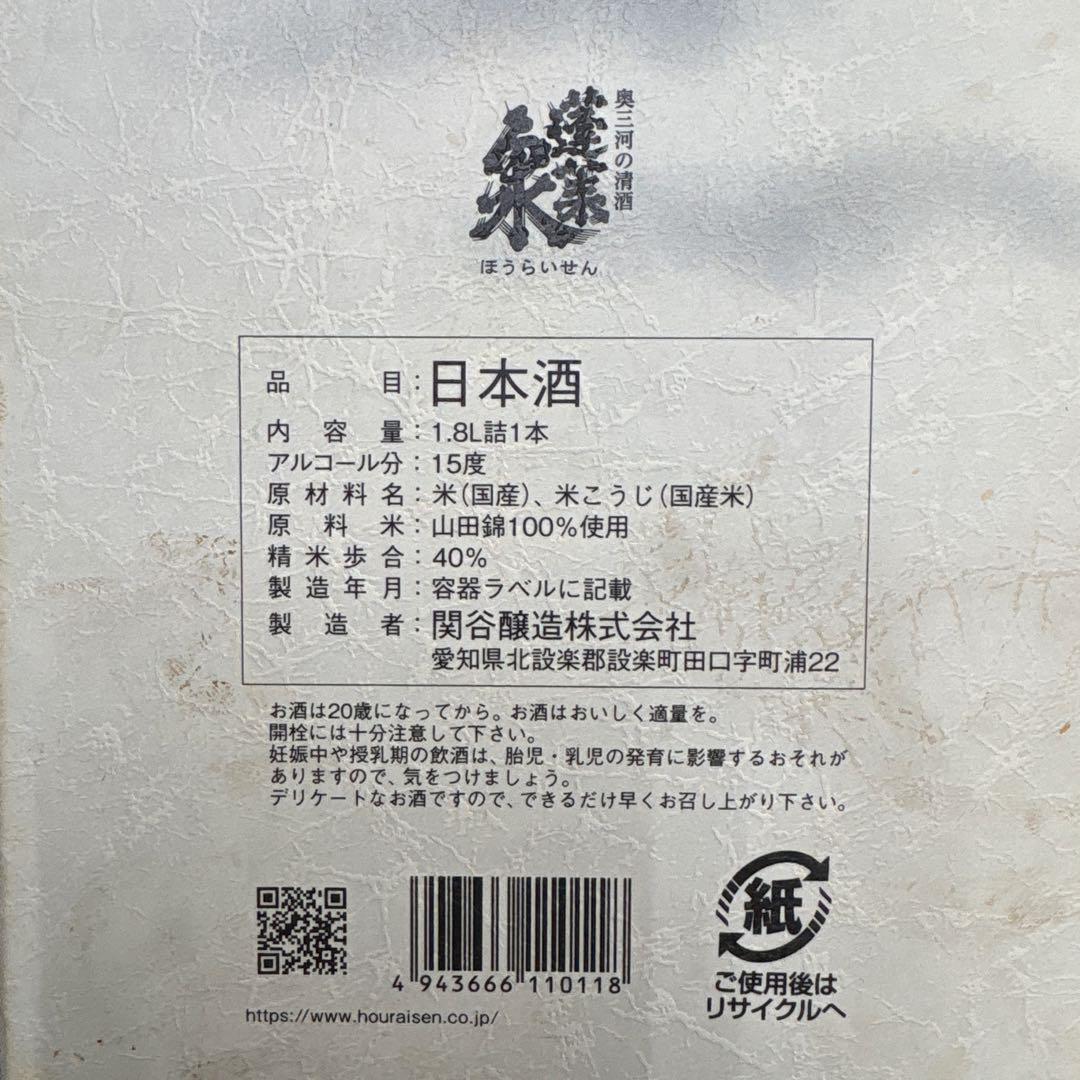 奥三河の清酒
蓬莱泉
ほうらいせん
品目：日本酒
内容量：1.8L詰1本
アルコール分：15度
原材料名：米（国産）、米こうじ（国産米）
原料米：山田錦100%使用
精米歩合：40%
製造年月：容器ラベルに記載
製造者：関谷醸造株式会社
愛知県北設楽郡設楽町田口字町浦22
お酒は20歳になってから。お酒はおいしく適量を。
開栓には十分注意して下さい。
妊娠中や授乳期の飲酒は、胎児・乳児の発育に影響するおそれが
ありますので、気をつけましょう。
デリケートなお酒ですので、できるだけ早くお召し上がり下さい。
4 943666 110118
https://www.houraisen.co.jp/
紙
ご使用後は
リサイクルへ